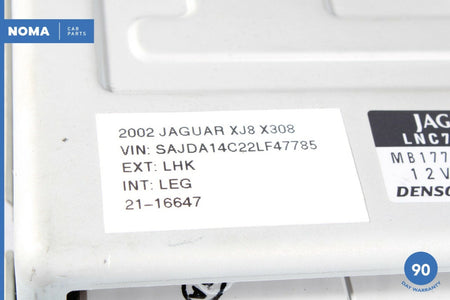 NOMA CAR PARTS
2002 JAGUAR XJ8 X308
VIN: SAJDA14C22LF47785
EXT: LHK
INT: LEG
21-16647
JAG
LNC7
MB177
12V
DENSO
90
DAY WARRANTY